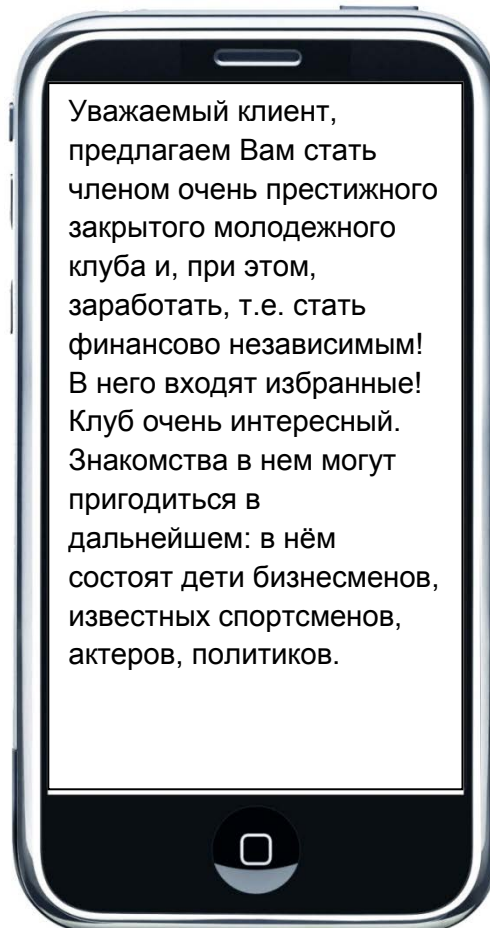 Уважаемый клиент,
предлагаем Вам стать
членом очень престижного
закрытого молодежного
клуба и, при этом,
заработать, т.е. стать
финансово независимым!
В него входят избранные!
Клуб очень интересный.
Знакомства в нем могут
пригодиться в
дальнейшем: в нём
состоят дети бизнесменов,
известных спортсменов,
актеров, политиков.